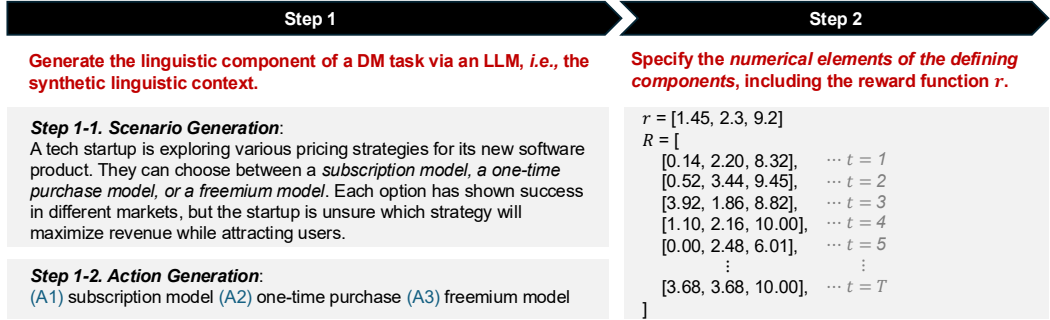 Step 1
Generate the linguistic component of a DM task via an LLM, i.e., the
synthetic linguistic context.
Step 1-1. Scenario Generation:
A tech startup is exploring various pricing strategies for its new software
product. They can choose between a subscription model, a one-time
purchase model, or a freemium model. Each option has shown success
in different markets, but the startup is unsure which strategy will
maximize revenue while attracting users.
Step 1-2. Action Generation:
(A1) subscription model (A2) one-time purchase (A3) freemium model
Step 2
Specify the numerical elements of the defining
components, including the reward function r.
r = [1.45, 2.3, 9.2]
R = [
[0.14, 2.20, 8.32], ⋯ t = 1
[0.52, 3.44, 9.45], ⋯ t = 2
[3.92, 1.86, 8.82], ⋯ t = 3
[1.10, 2.16, 10.00], ⋯ t = 4
[0.00, 2.48, 6.01], ⋯ t = 5
⋮ ⋮
[3.68, 3.68, 10.00], ⋯ t = T
]